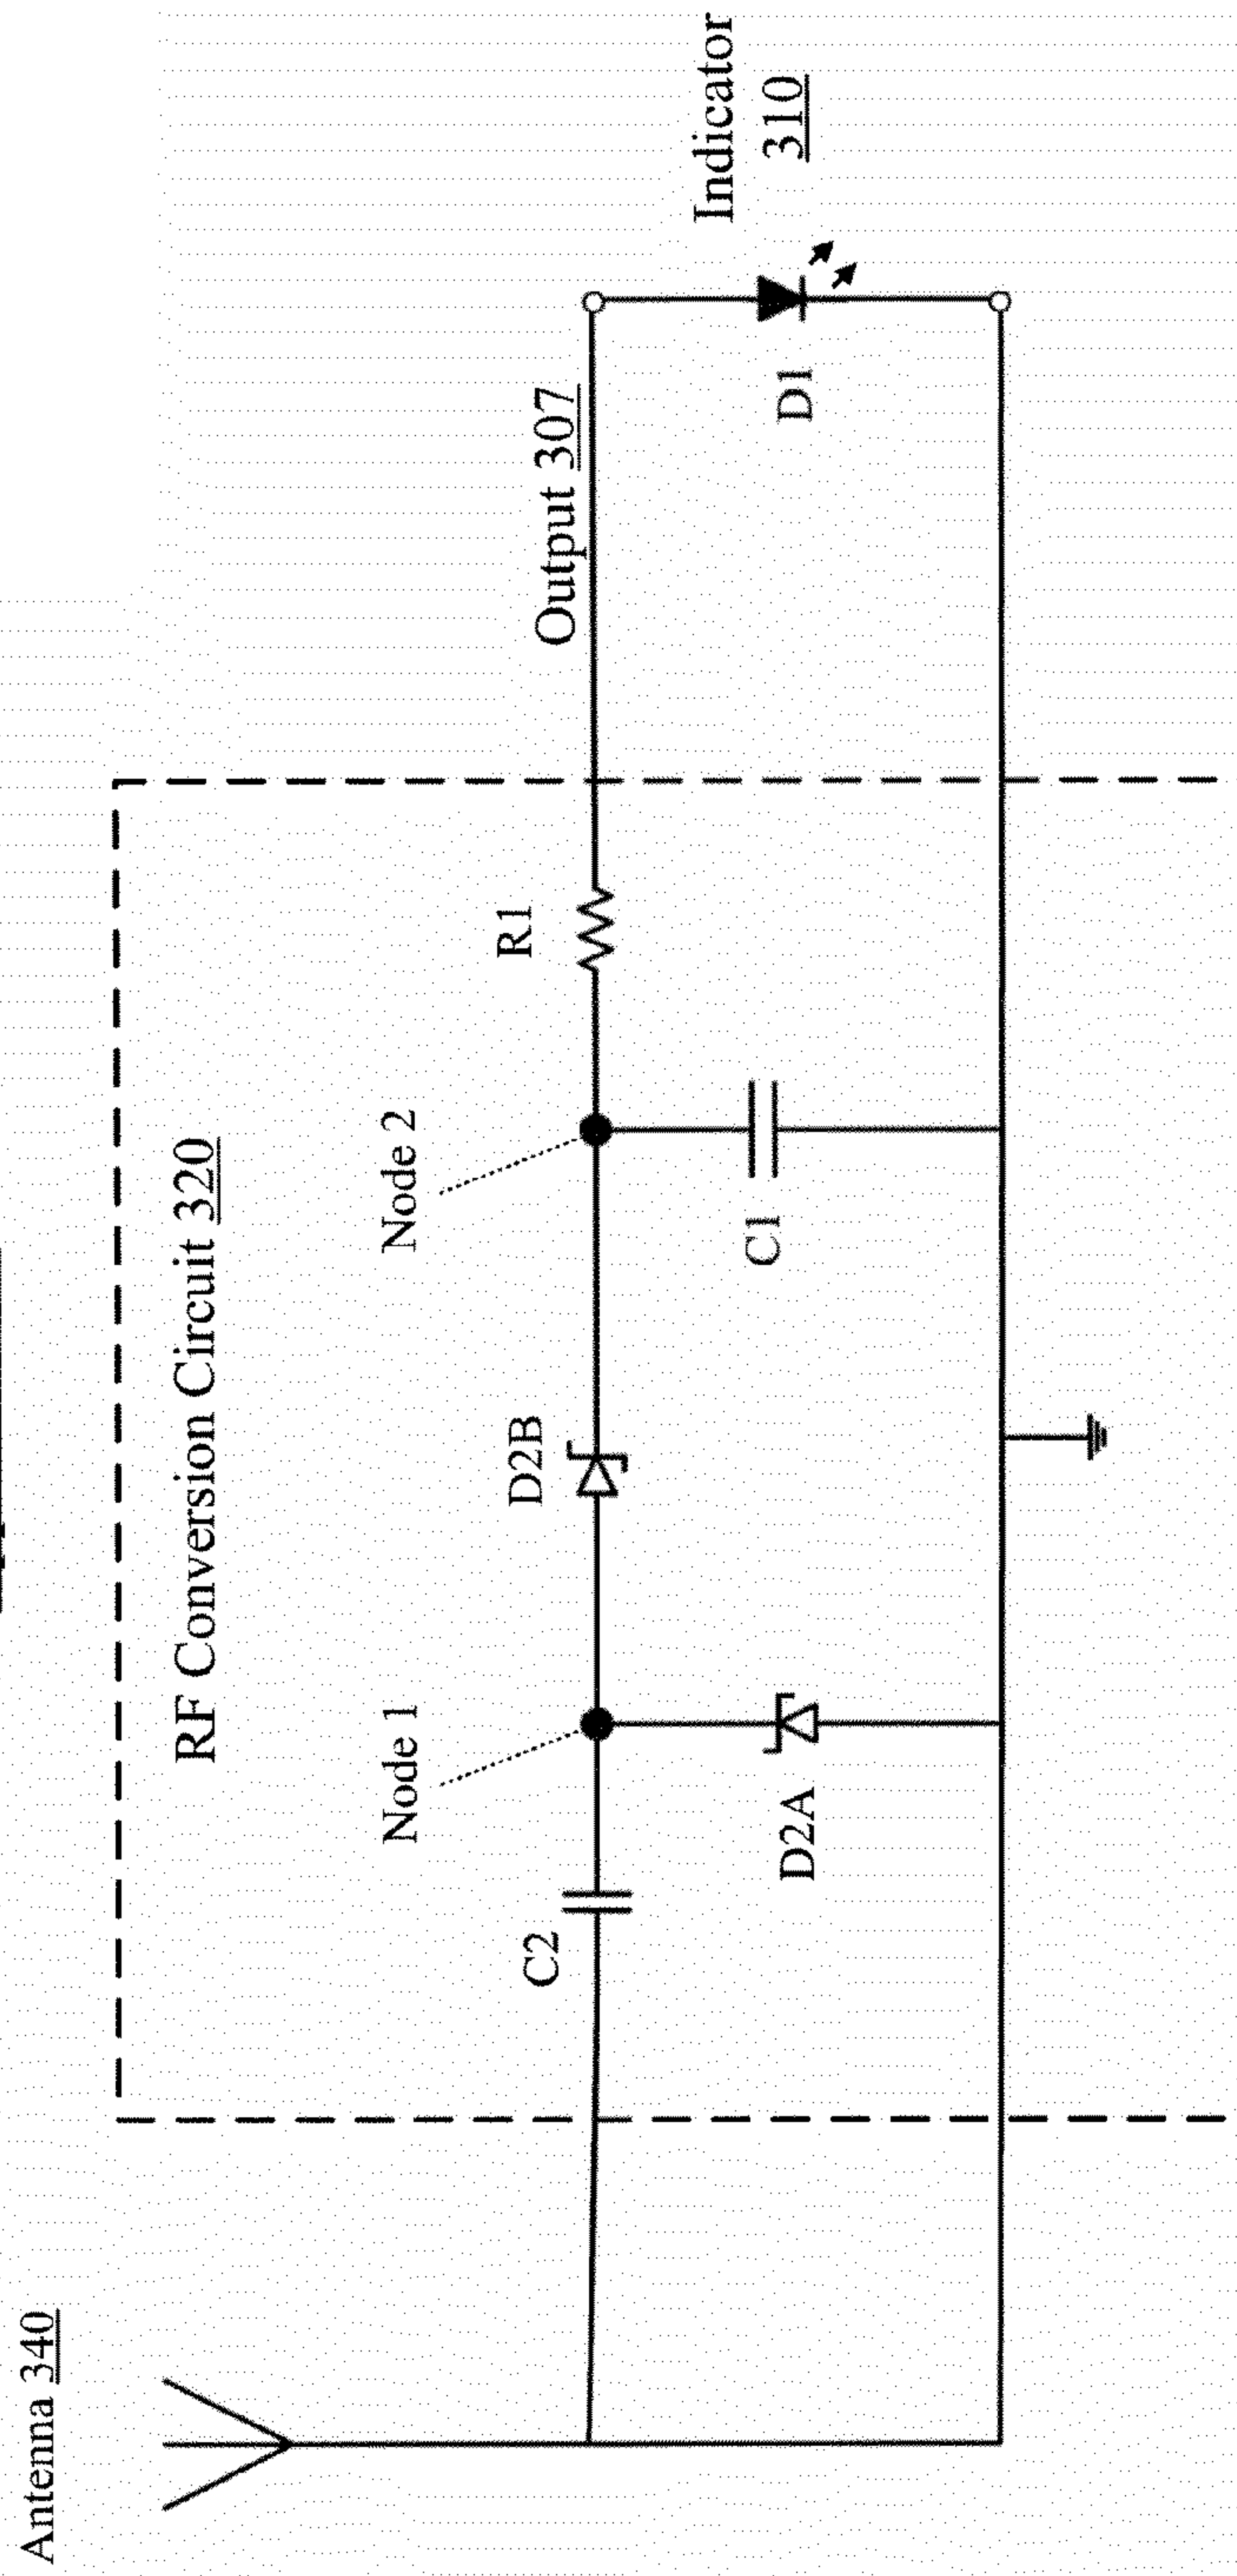 Antenna 340
RF Conversion Circuit 320
Node 1
Node 2
C2
D2B
R1
Output 307
D2A
C1
D1
Indicator
310